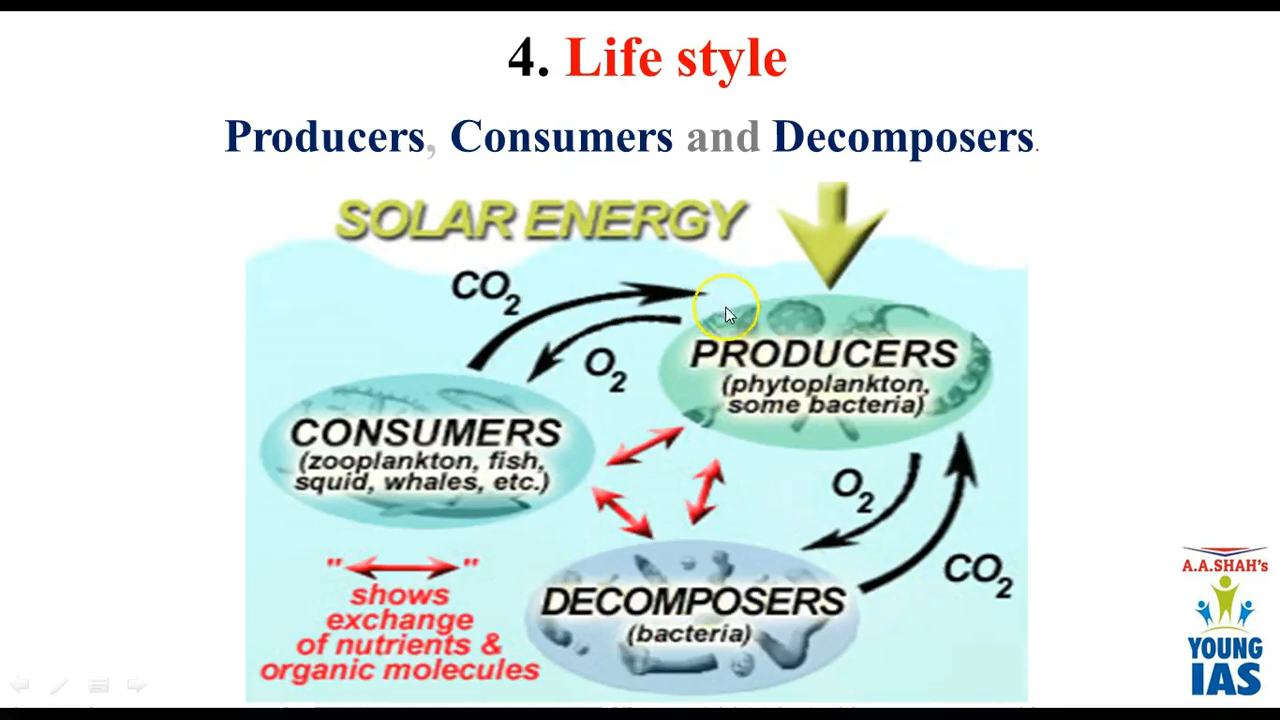 4. Life style
Producers, Consumers and Decomposers.
SOLAR ENERGY
CO2
O2
PRODUCERS
(phytoplankton,
some bacteria)
CONSUMERS
(zooplankton, fish,
squid, whales, etc.)
O2
CO2
DECOMPOSERS
(bacteria)
" "
shows
exchange
of nutrients &
organic molecules
A.A.SHAH's
YOUNG
IAS